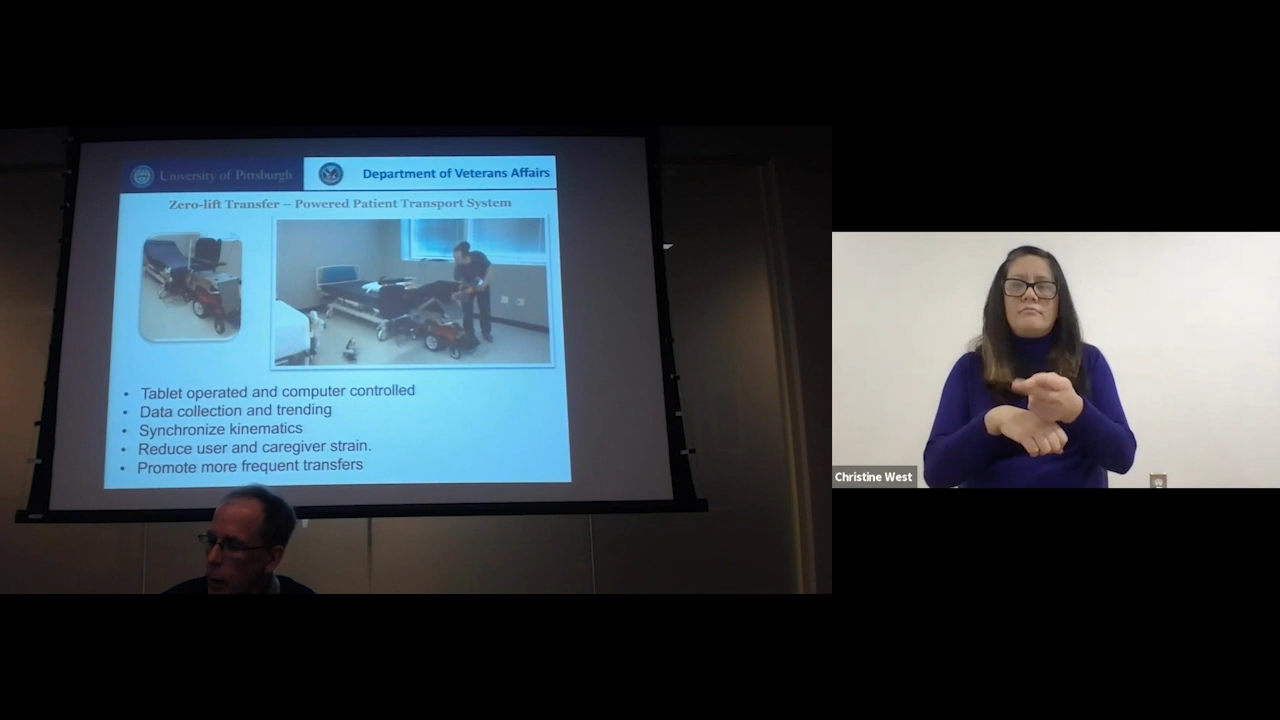 University of Pittsburgh
Department of Veterans Affairs
Zero-lift Transfer – Powered Patient Transport System
• Tablet operated and computer controlled
• Data collection and trending
• Synchronize kinematics
• Reduce user and caregiver strain.
• Promote more frequent transfers
Christine West